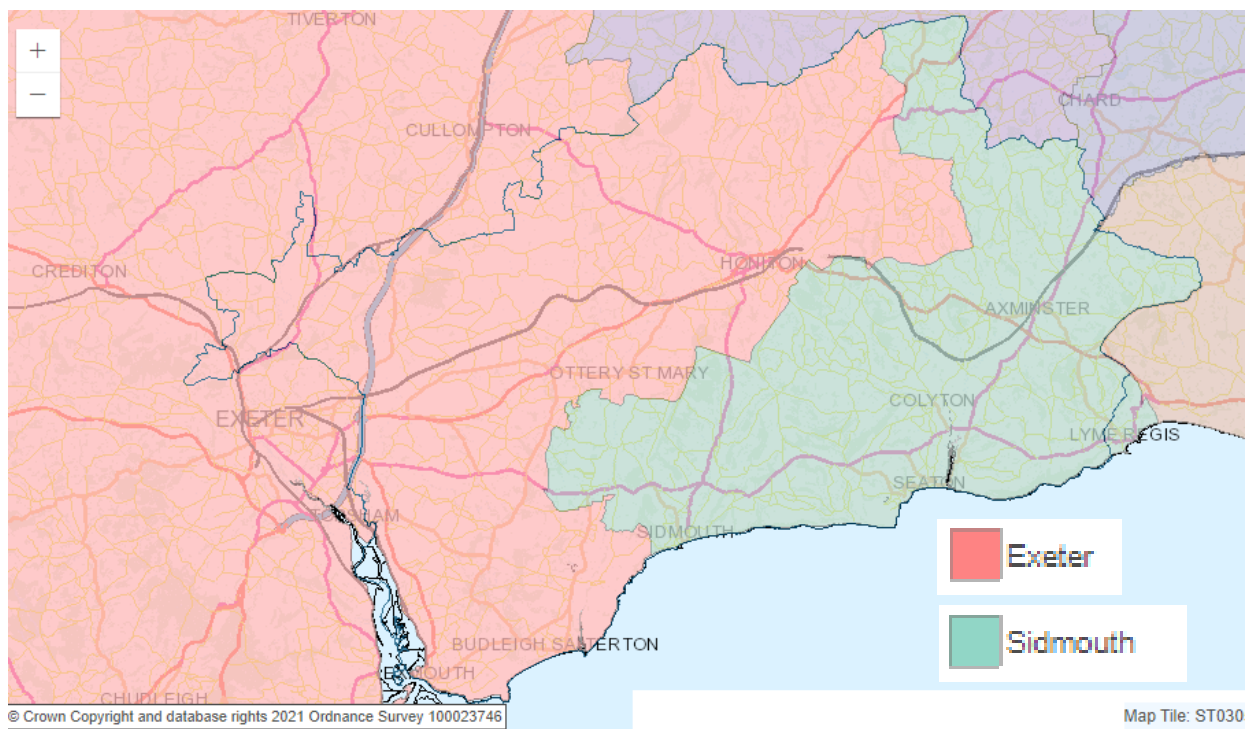 TIVERTON
+
−
CHARD
CULLOMPTON
HONITON
CREDITON
AXMINSTER
OTTERY ST MARY
COLYTON
EXETER
LYME REGIS
SEATON
TOPSHAM
SIDMOUTH
Exeter
BUDLEIGH SALTERTON
Sidmouth
EXMOUTH
CHUDLEIGH
© Crown Copyright and database rights 2021 Ordnance Survey 100023746
Map Tile: ST030